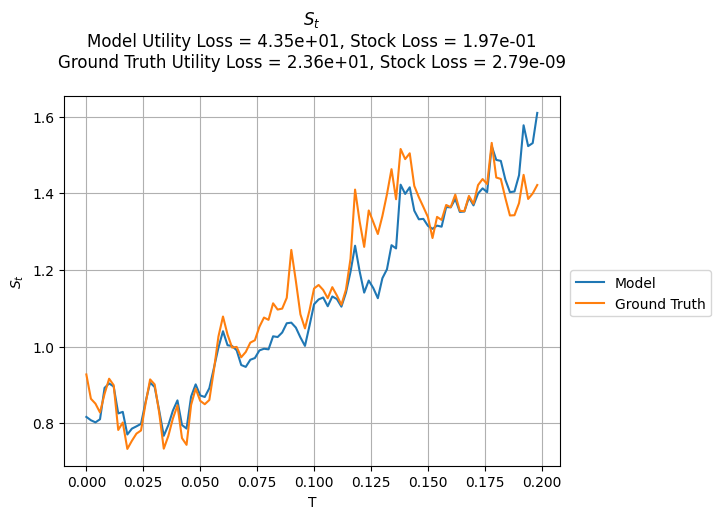 S_t
Model Utility Loss = 4.35e+01, Stock Loss = 1.97e-01
Ground Truth Utility Loss = 2.36e+01, Stock Loss = 2.79e-09
1.6
1.4
1.2
1.0
0.8
S_t
0.000 0.025 0.050 0.075 0.100 0.125 0.150 0.175 0.200
T
Model
Ground Truth